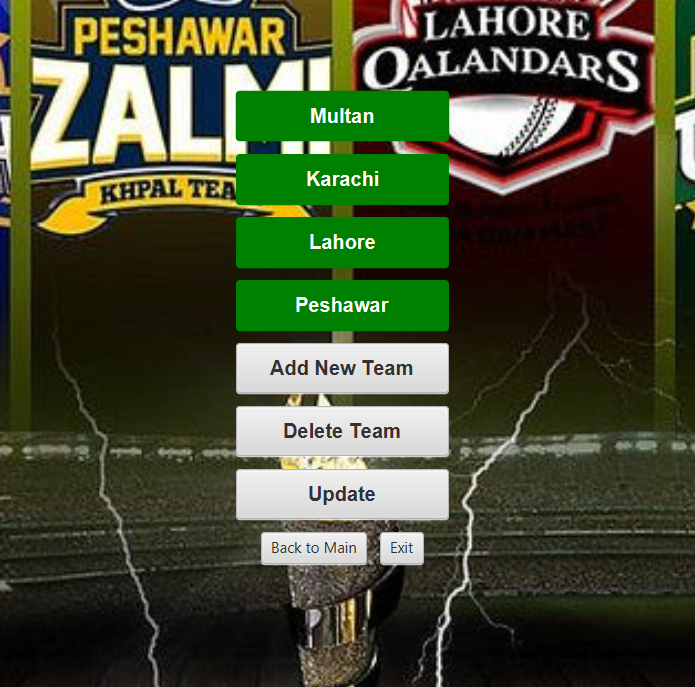 PESHAWAR
ZALMI
KHPAL TEA
LAHORE
QALANDARS
Multan
Karachi
Lahore
Peshawar
Add New Team
Delete Team
Update
Back to Main
Exit